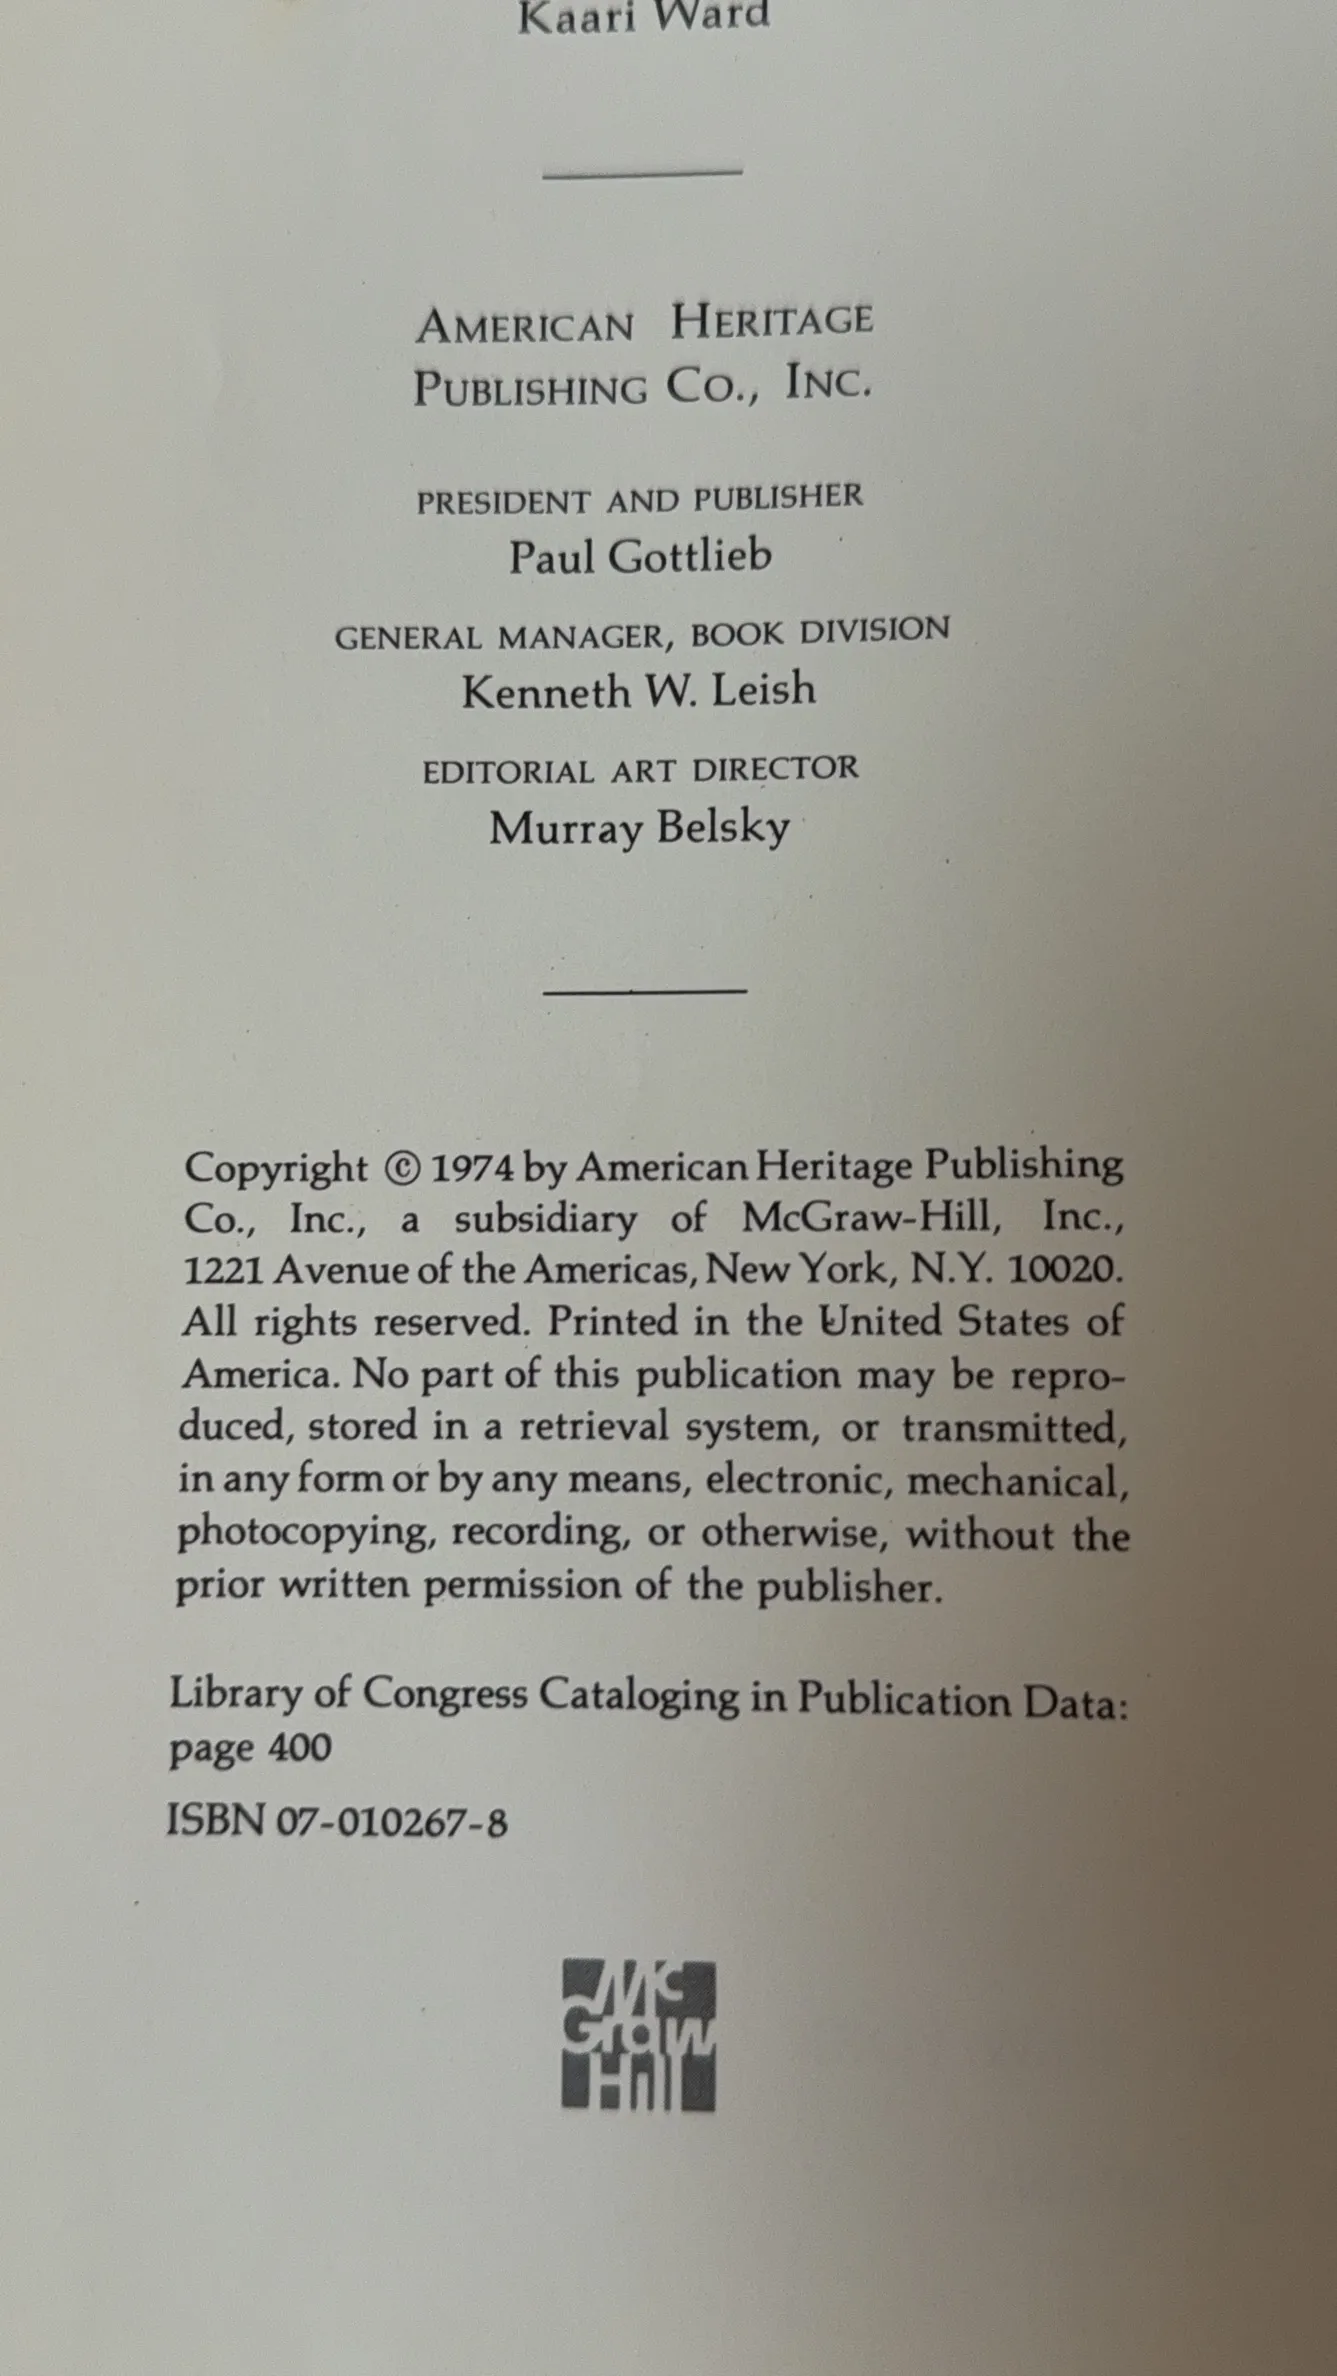 Kaari Ward
AMERICAN HERITAGE
PUBLISHING CO., INC.
PRESIDENT AND PUBLISHER
Paul Gottlieb
GENERAL MANAGER, BOOK DIVISION
Kenneth W. Leish
EDITORIAL ART DIRECTOR
Murray Belsky
Copyright © 1974 by American Heritage Publishing
Co., Inc., a subsidiary of McGraw-Hill, Inc.,
1221 Avenue of the Americas, New York, N.Y. 10020.
All rights reserved. Printed in the United States of
America. No part of this publication may be repro-
duced, stored in a retrieval system, or transmitted,
in any form or by any means, electronic, mechanical,
photocopying, recording, or otherwise, without the
prior written permission of the publisher.
Library of Congress Cataloging in Publication Data:
page 400
ISBN 07-010267-8
Mc
Graw
Hill